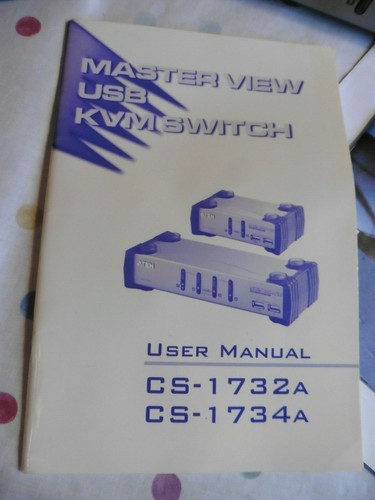 MASTER VIEW
USB
KVM SWITCH
USER MANUAL
CS-1732A
CS-1734A